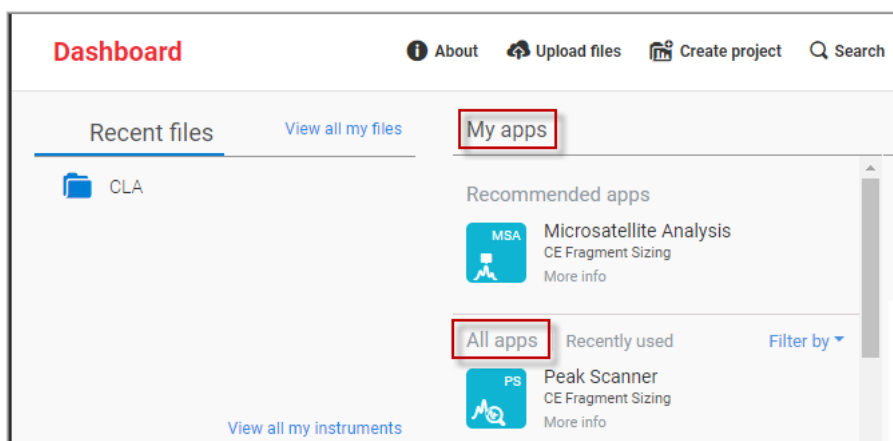 Dashboard
About
Upload files
Create project
Search
Recent files
View all my files
CLA
View all my instruments
My apps
Recommended apps
MSA
Microsatellite Analysis
CE Fragment Sizing
More info
All apps
Recently used
Filter by
PS
Peak Scanner
CE Fragment Sizing
More info